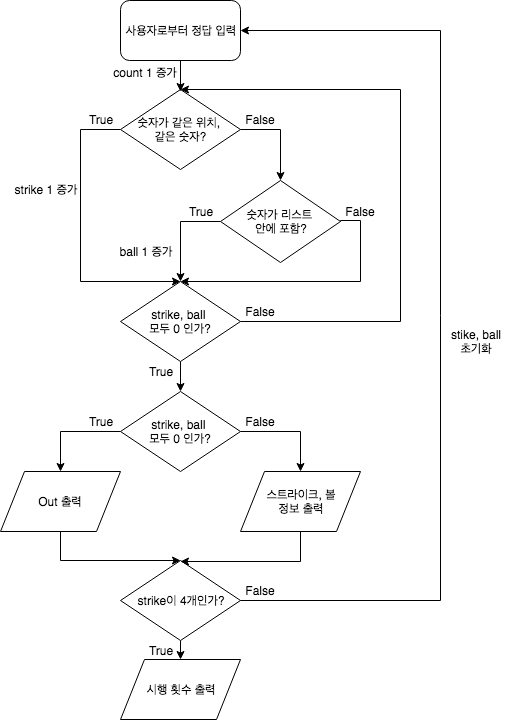 사용자로부터 정답 입력
count 1 증가
숫자가 같은 위치,
같은 숫자?
True
False
strike 1 증가
숫자가 리스트
안에 포함?
True
False
ball 1 증가
strike, ball
모두 0 인가?
False
True
stike, ball
초기화
strike, ball
모두 0 인가?
True
False
Out 출력
스트라이크, 볼
정보 출력
strike이 4개인가?
False
True
시행 횟수 출력